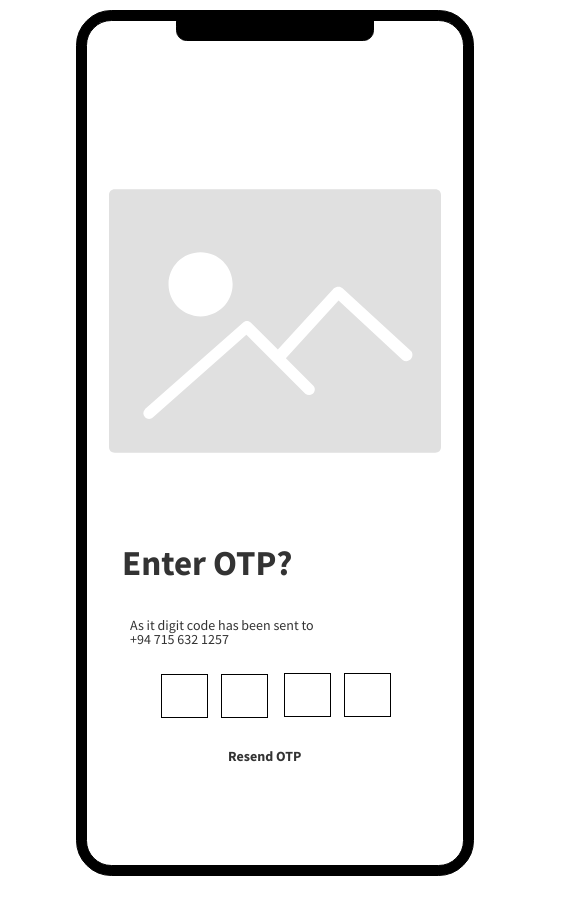 Enter OTP?
As it digit code has been sent to
+94 715 632 1257
Resend OTP